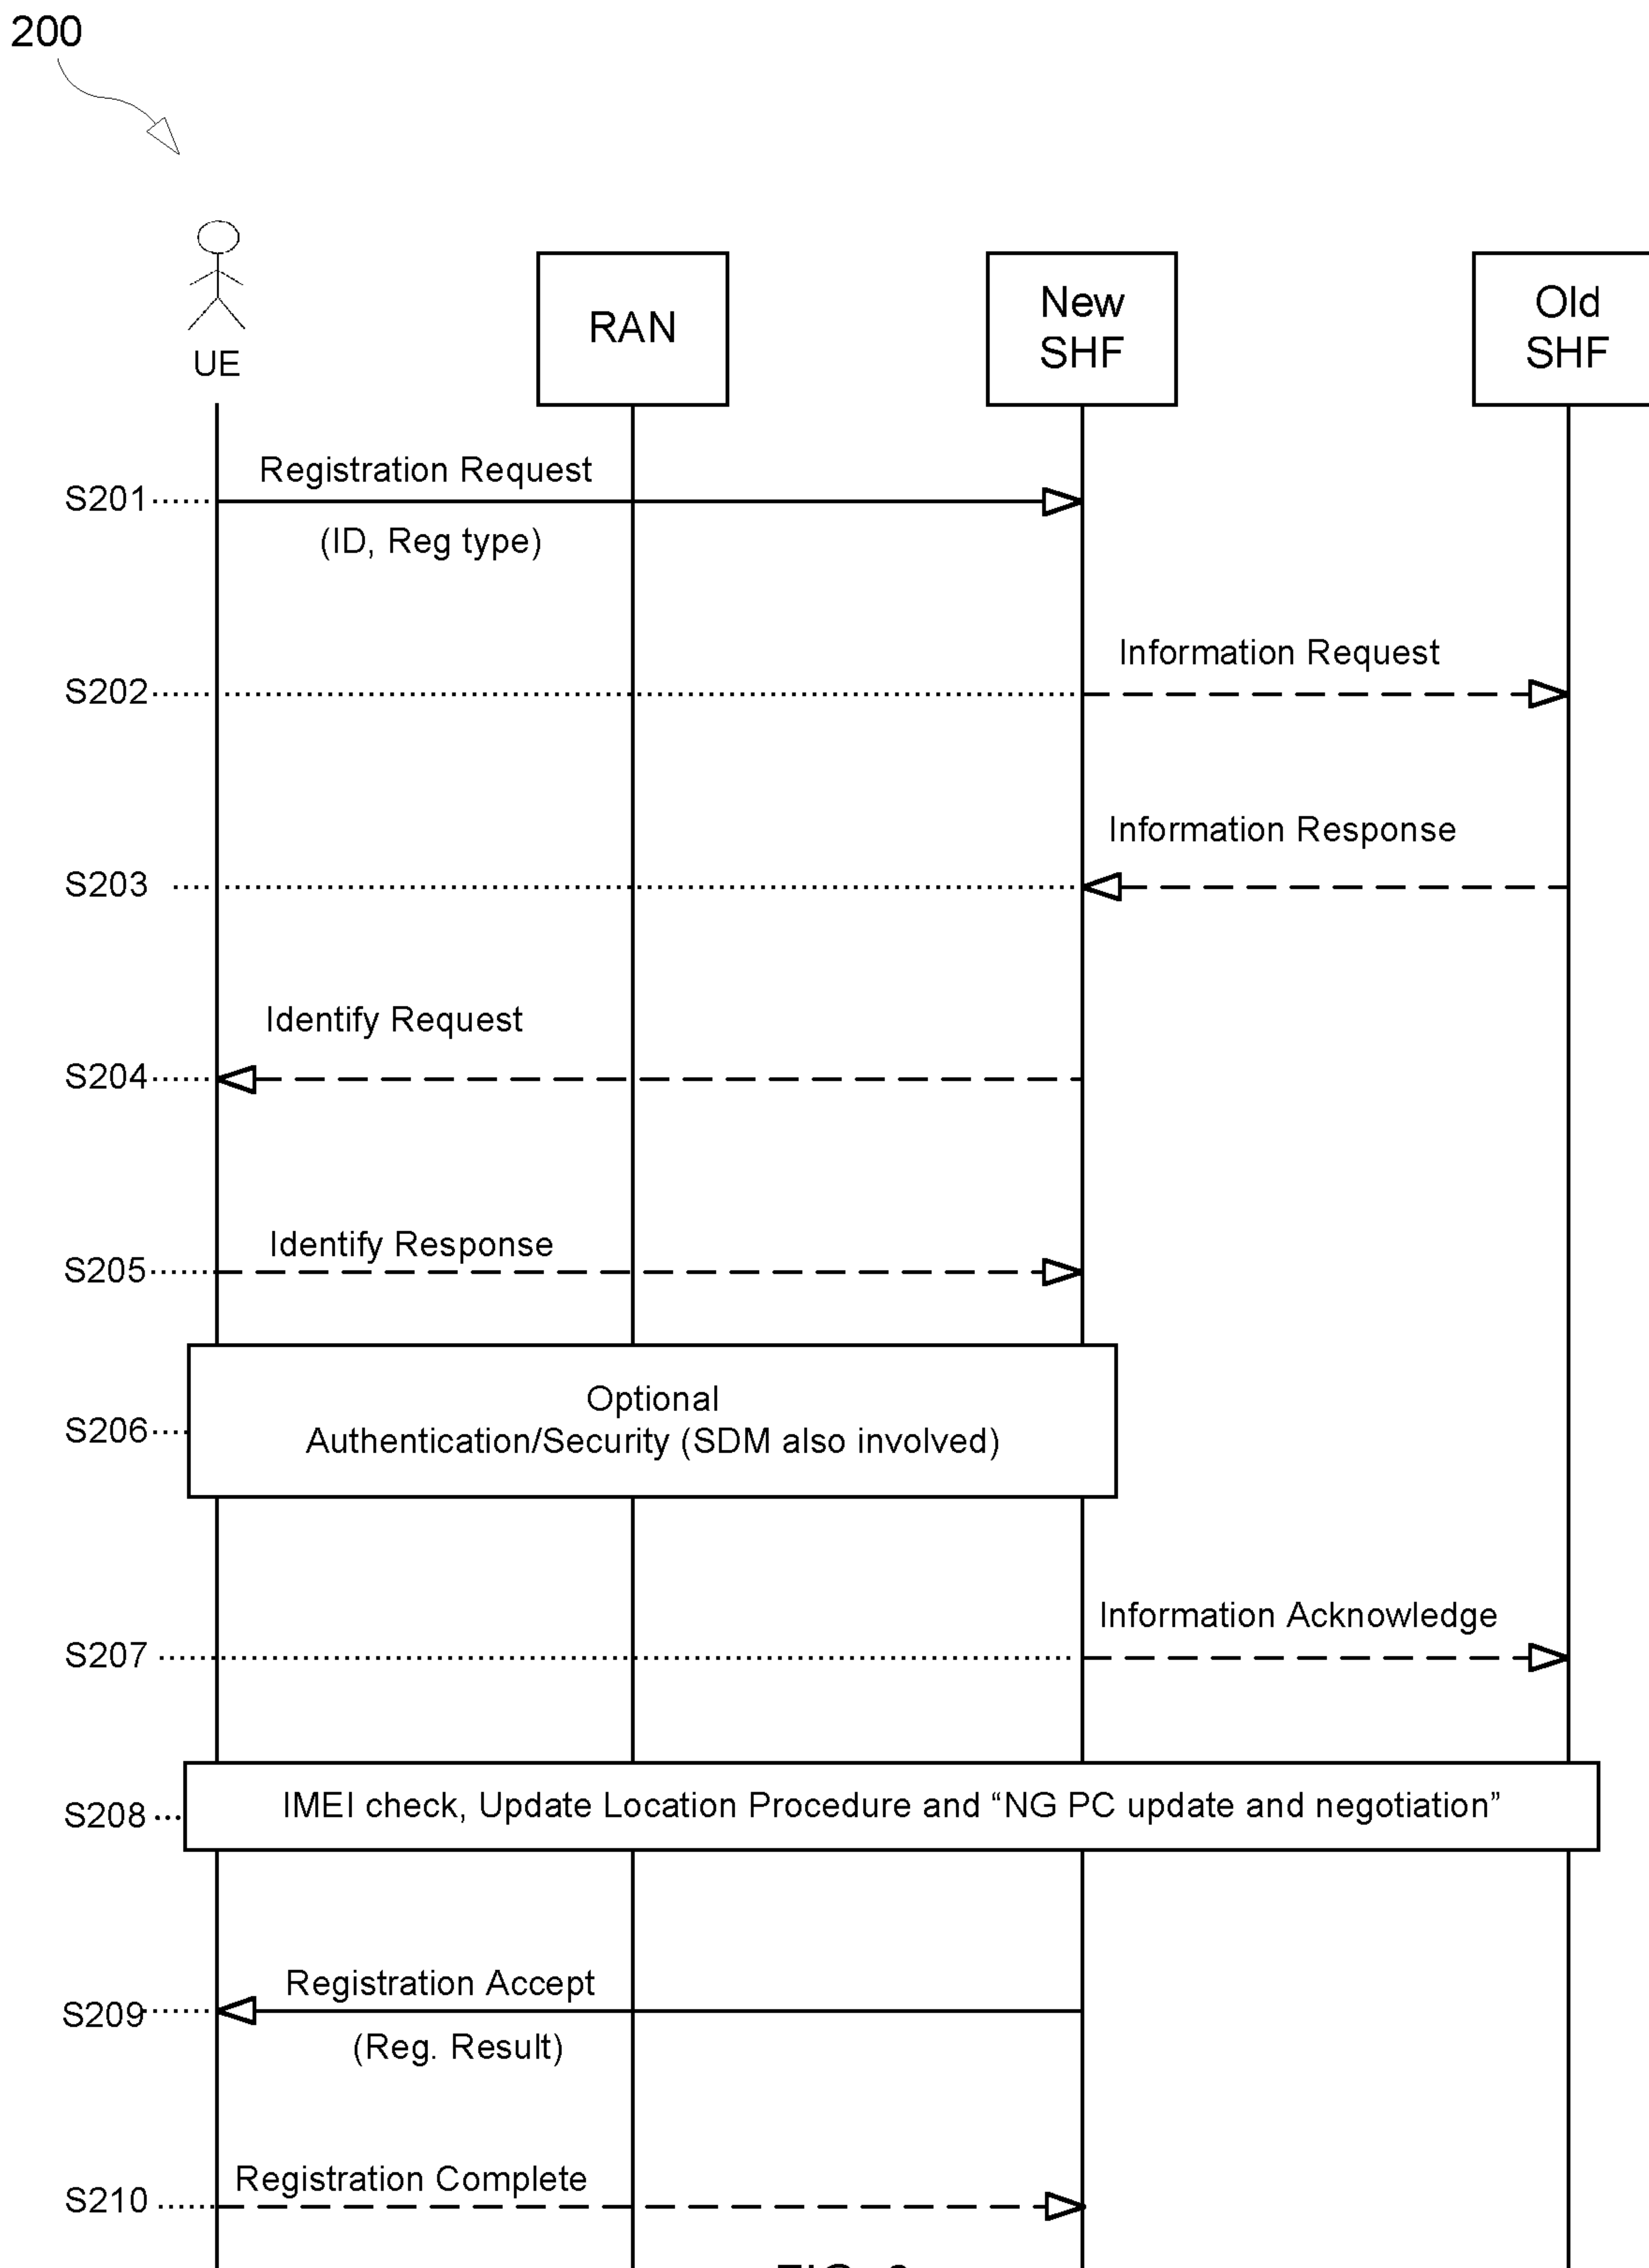 200
UE
RAN
New
SHF
Old
SHF
Registration Request
S201
(ID, Reg type)
Information Request
S202
Information Response
S203
Identify Request
S204
Identify Response
S205
Optional
S206
Authentication/Security (SDM also involved)
Information Acknowledge
S207
S208
IMEI check, Update Location Procedure and “NG PC update and negotiation”
Registration Accept
S209
(Reg. Result)
Registration Complete
S210